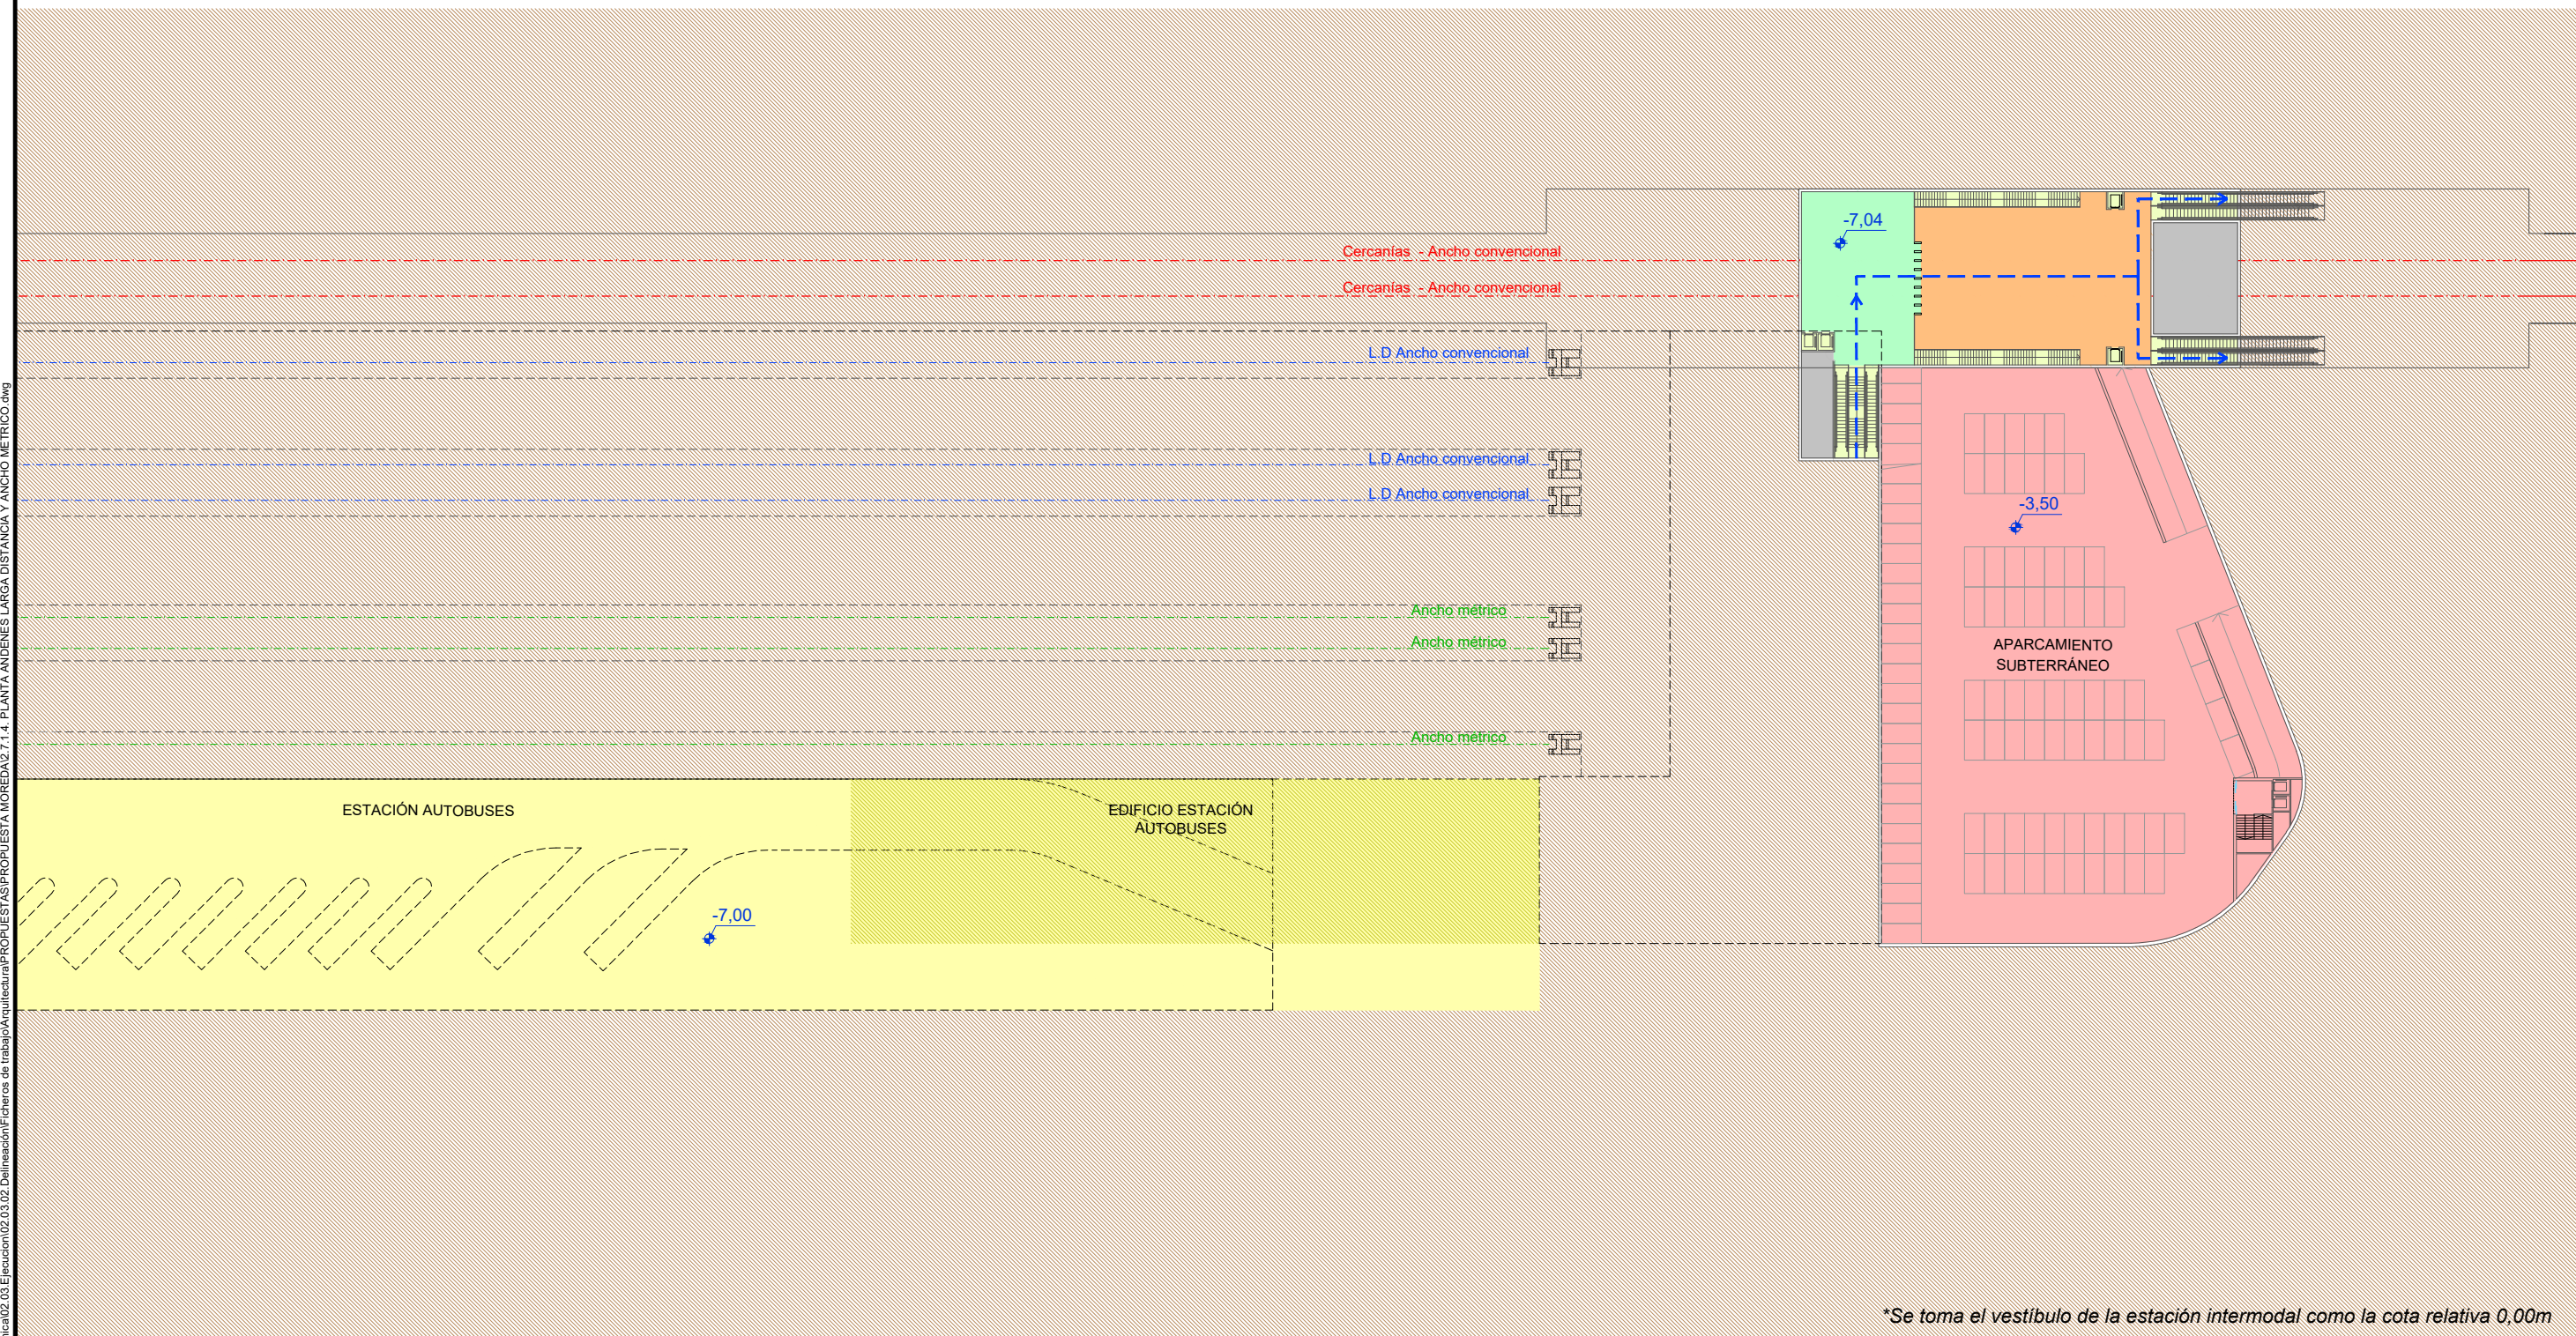 -7,04
Cercanías - Ancho convencional
Cercanías - Ancho convencional
L.D Ancho convencional
L.D Ancho convencional
L.D Ancho convencional
-3,50
Ancho métrico
Ancho métrico
APARCAMIENTO
SUBTERRÁNEO
Ancho métrico
ESTACIÓN AUTOBUSES
EDIFICIO ESTACIÓN
AUTOBUSES
-7,00
*Se toma el vestíbulo de la estación intermodal como la cota relativa 0,00m
\02.03.Ejecucion\02.03.02.Delineación\Ficheros de trabajo\Arquitectura\PROPUESTAS\PROPUESTA MOREDA\2.7.1.4. PLANTA ANDENES LARGA DISTANCIA Y ANCHO METRICO.dwg